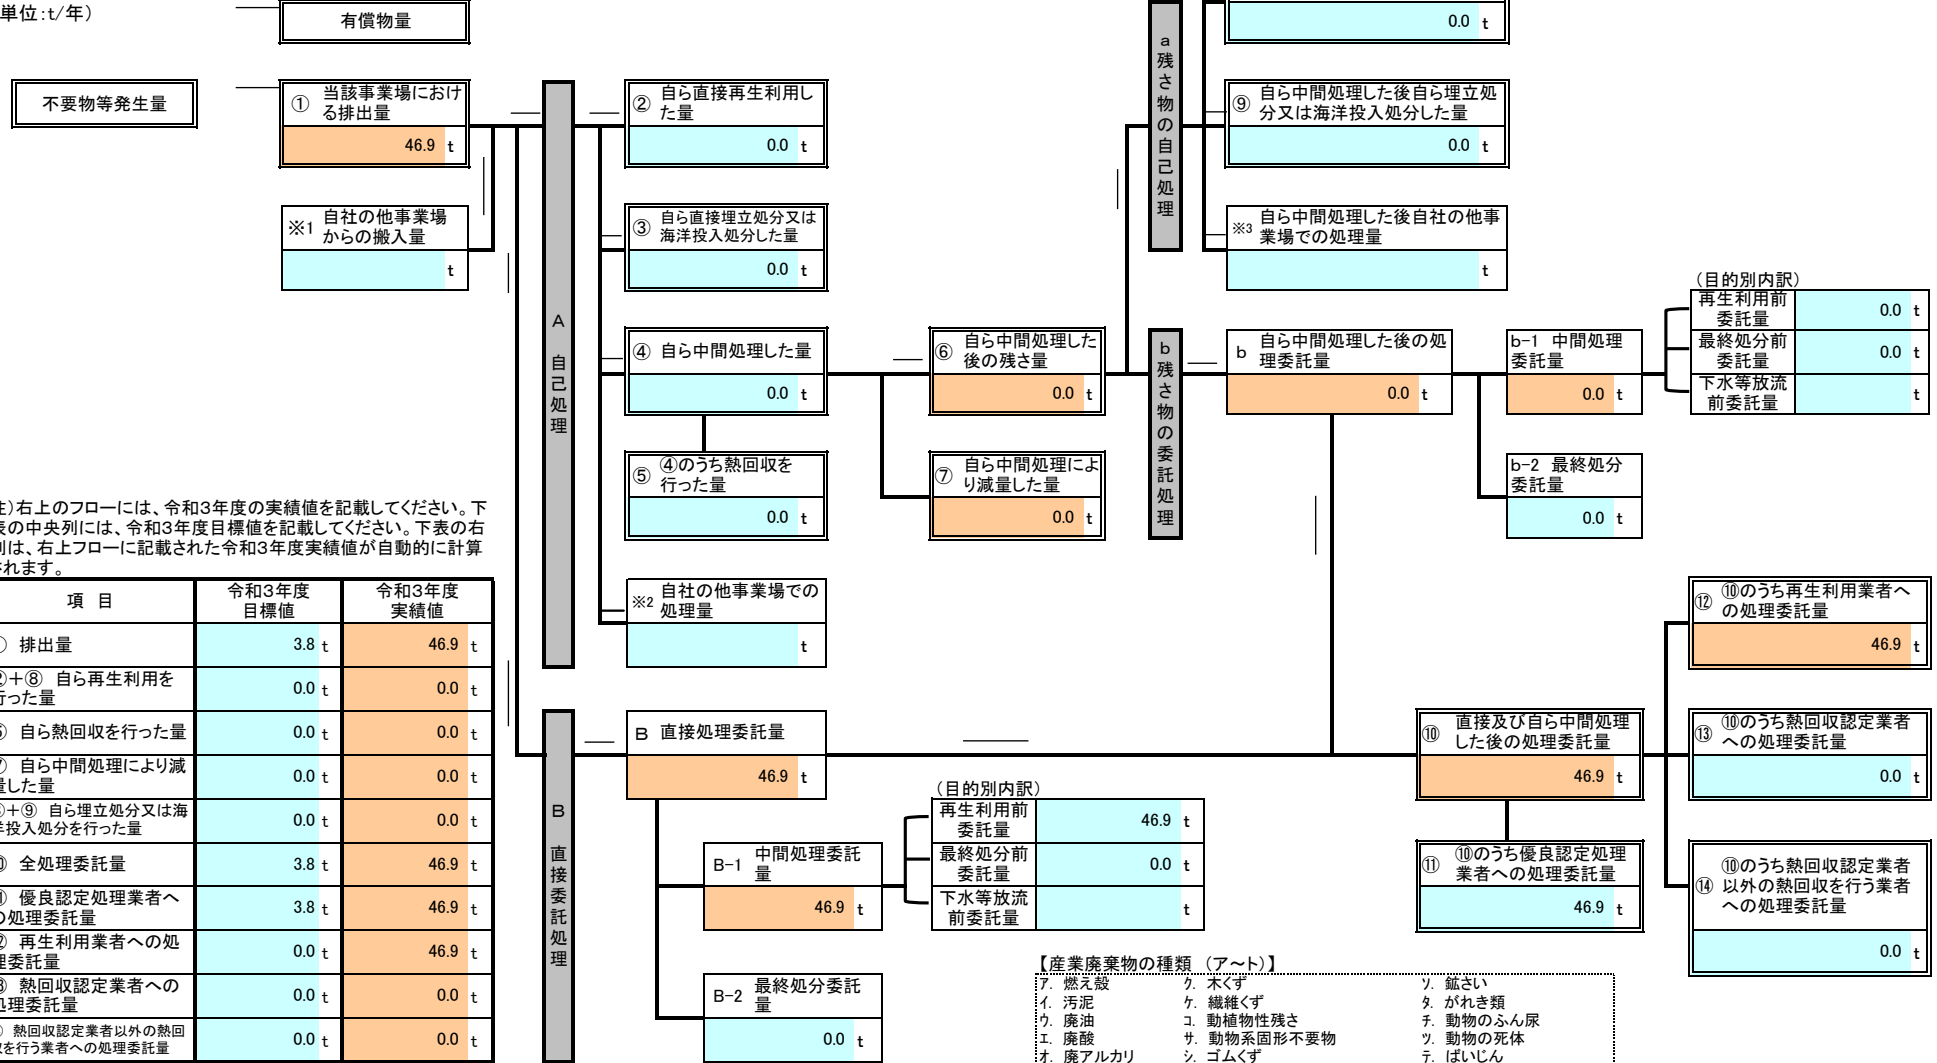 単位:t/年)
有償物量
不要物等発生量
① 当該事業場におけ
る排出量
46.9 t
※1 自社の他事業場
からの搬入量
t
A 自己処理
② 自ら直接再生利用し
た量
0.0 t
③ 自ら直接埋立処分又は
海洋投入処分した量
0.0 t
④ 自ら中間処理した量
0.0 t
⑤ ④のうち熱回収を
行った量
0.0 t
※2 自社の他事業場での
処理量
t
⑥ 自ら中間処理した
後の残さ量
0.0 t
⑦ 自ら中間処理によ
り減量した量
0.0 t
a 残さ物の自己処理
0.0 t
⑨ 自ら中間処理した後自ら埋立処
分又は海洋投入処分した量
0.0 t
※3 自ら中間処理した後自社の他事
業場での処理量
t
b 残さ物の委託処理
b 自ら中間処理した後の処
理委託量
0.0 t
b-1 中間処理
委託量
0.0 t
b-2 最終処分
委託量
0.0 t
(目的別内訳)
再生利用前
委託量
0.0 t
最終処分前
委託量
0.0 t
下水等放流
前委託量
t
)右上のフローには、令和3年度の実績値を記載してください。下
の中央列には、令和3年度目標値を記載してください。下表の右
は、右上フローに記載された令和3年度実績値が自動的に計算
れます。
項 目
令和3年度
目標値
令和3年度
実績値
排出量
3.8 t
46.9 t
+⑧ 自ら再生利用を
行った量
0.0 t
0.0 t
自ら熱回収を行った量
0.0 t
0.0 t
自ら中間処理により減
量した量
0.0 t
0.0 t
+⑨ 自ら埋立処分又は海
洋投入処分を行った量
0.0 t
0.0 t
全処理委託量
3.8 t
46.9 t
優良認定処理業者へ
の処理委託量
3.8 t
46.9 t
再生利用業者への処
理委託量
0.0 t
46.9 t
熱回収認定業者への
処理委託量
0.0 t
0.0 t
熱回収認定業者以外の熱回
収を行う業者への処理委託量
0.0 t
0.0 t
B 直接委託処理
B 直接処理委託量
46.9 t
B-1 中間処理委託
量
46.9 t
B-2 最終処分委託
量
0.0 t
(目的別内訳)
再生利用前
委託量
46.9 t
最終処分前
委託量
0.0 t
下水等放流
前委託量
t
⑩ 直接及び自ら中間処理
した後の処理委託量
46.9 t
⑪ ⑩のうち優良認定処理
業者への処理委託量
46.9 t
⑫ ⑩のうち再生利用業者へ
の処理委託量
46.9 t
⑬ ⑩のうち熱回収認定業者
への処理委託量
0.0 t
⑭ ⑩のうち熱回収認定業者
以外の熱回収を行う業者
への処理委託量
0.0 t
【産業廃棄物の種類 (ア～ト)】
ア. 燃え殻
イ. 汚泥
ウ. 廃油
エ. 廃酸
オ. 廃アルカリ
ク. 木くず
ケ. 繊維くず
コ. 動植物性残さ
サ. 動物系固形不要物
シ. ゴムくず
ソ. 鉱さい
タ. がれき類
チ. 動物のふん尿
ツ. 動物の死体
テ. ばいじん